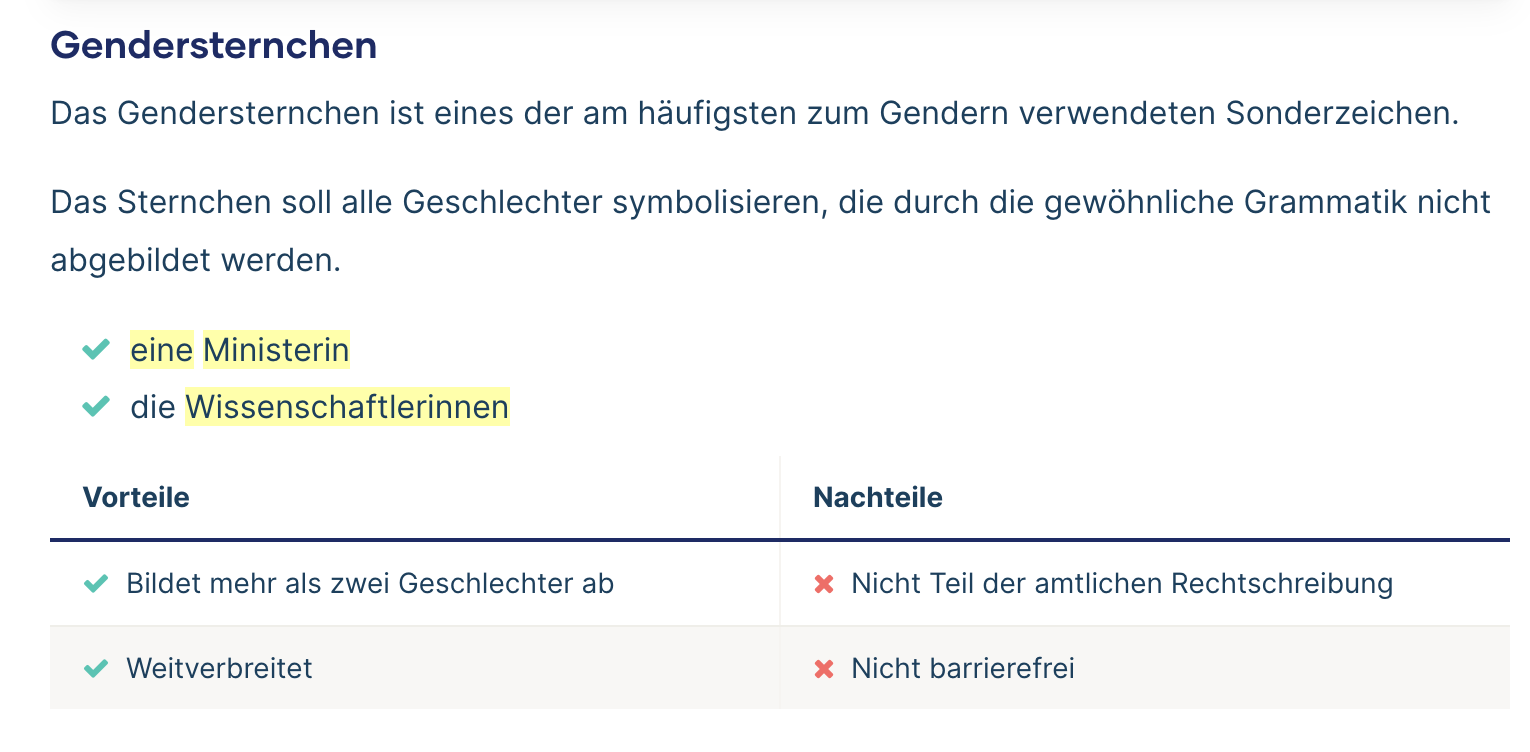 Gendersternchen
Das Gendersternchen ist eines der am häufigsten zum Gendern verwendeten Sonderzeichen.
Das Sternchen soll alle Geschlechter symbolisieren, die durch die gewöhnliche Grammatik nicht
abgebildet werden.
eine Ministerin
die Wissenschaftlerinnen
Vorteile Nachteile
Bildet mehr als zwei Geschlechter ab Nicht Teil der amtlichen Rechtschreibung
Weitverbreitet Nicht barrierefrei